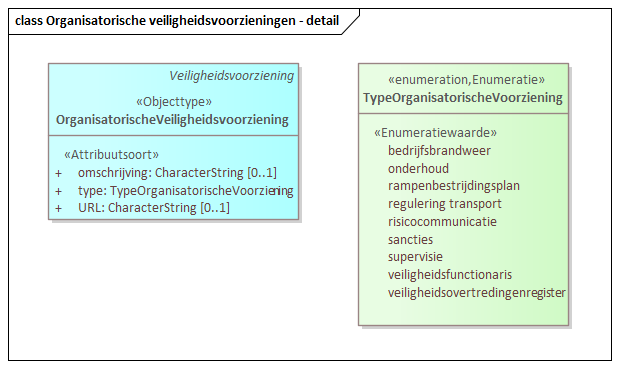 class Organisatorische veiligheidsvoorzieningen - detail
Veiligheidsvoorziening
«Objecttype»
OrganisatorischeVeiligheidsvoorziening
«Attribuutsoort»
+ omschrijving: CharacterString [0..1]
+ type: TypeOrganisatorischeVoorziening
+ URL: CharacterString [0..1]
«enumeration,Enumeratie»
TypeOrganisatorischeVoorziening
«Enumeratiewaarde»
bedrijfsbrandweer
onderhoud
rampenbestrijdingsplan
regulering transport
risicocommunicatie
sancties
supervisie
veiligheidsfunctionaris
veiligheidsovertredingenregister